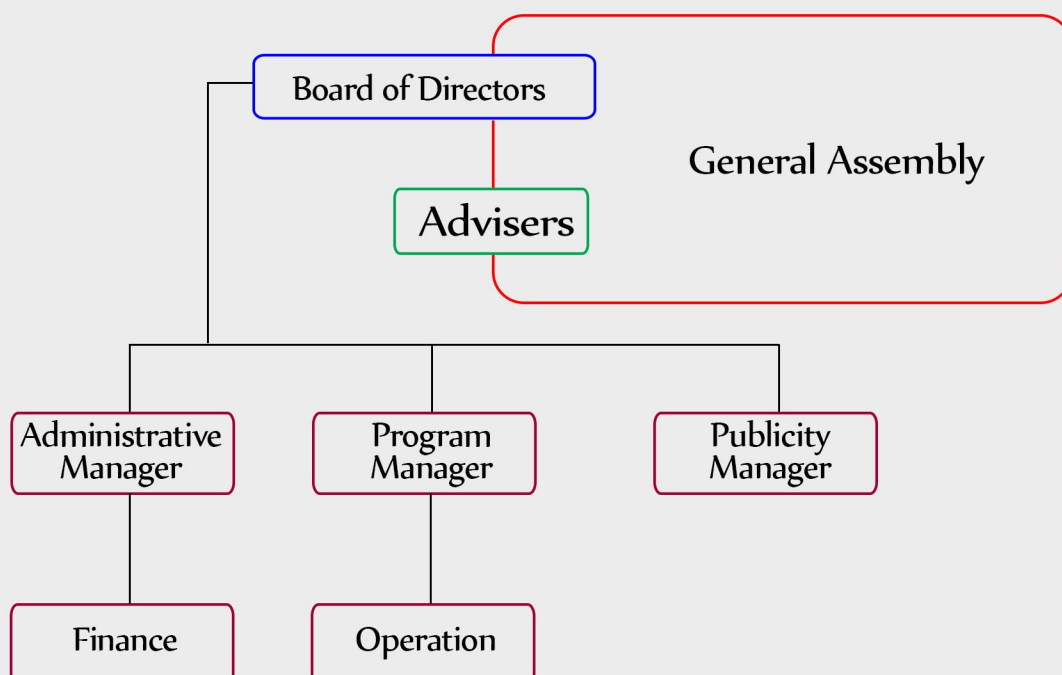 Board of Directors
General Assembly
Advisers
Administrative
Manager
Program
Manager
Publicity
Manager
Finance
Operation